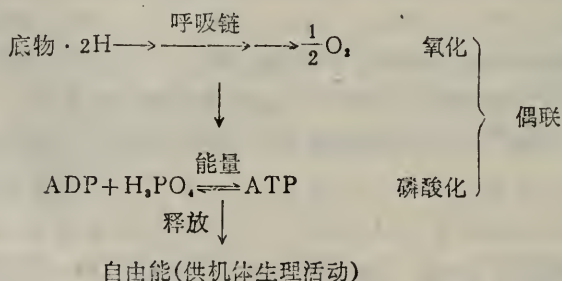 呼吸链
底物·2H⟶⟶⟶½O₂ 氧化
偶联
能量
ADP+H₃PO₄⇌ATP 磷酸化
释放
自由能(供机体生理活动)